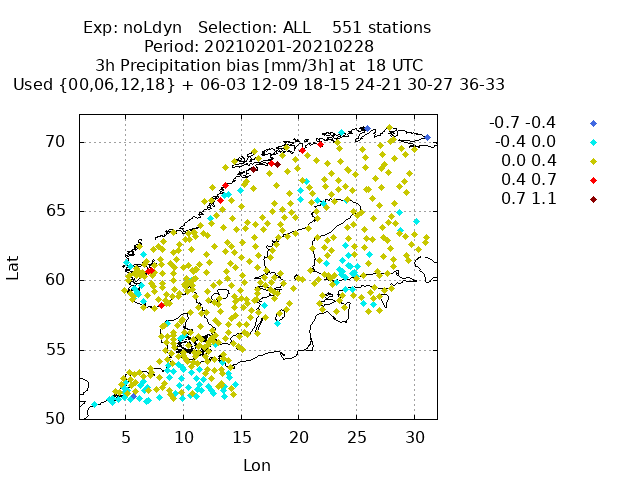 Exp: noLdyn   Selection: ALL    551 stations
Period: 20210201-20210228
3h Precipitation bias [mm/3h] at  18 UTC
Used {00,06,12,18} + 06-03 12-09 18-15 24-21 30-27 36-33
-0.7 -0.4
-0.4 0.0
0.0 0.4
0.4 0.7
0.7 1.1
70
65
60
55
50
Lat
5 10 15 20 25 30
Lon